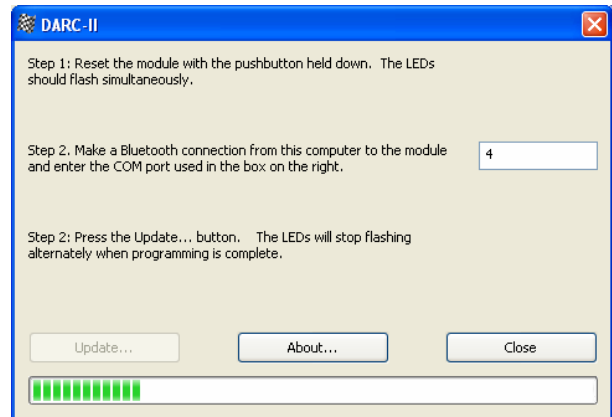 DARC-II
Step 1: Reset the module with the pushbutton held down. The LEDs
should flash simultaneously.
Step 2. Make a Bluetooth connection from this computer to the module
and enter the COM port used in the box on the right.
4
Step 2: Press the Update... button. The LEDs will stop flashing
alternately when programming is complete.
Update...
About...
Close